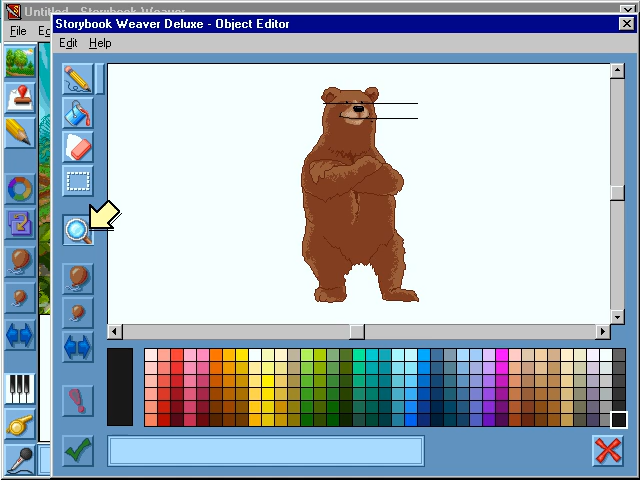 Untitled - Storybook Weaver
Storybook Weaver Deluxe - Object Editor
File
Edit Help